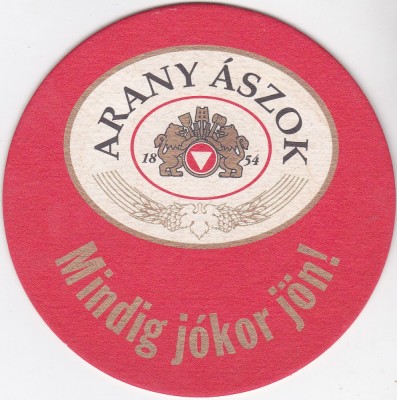 ARANY ÁSZOK
18 54
Mindig jókor jön!